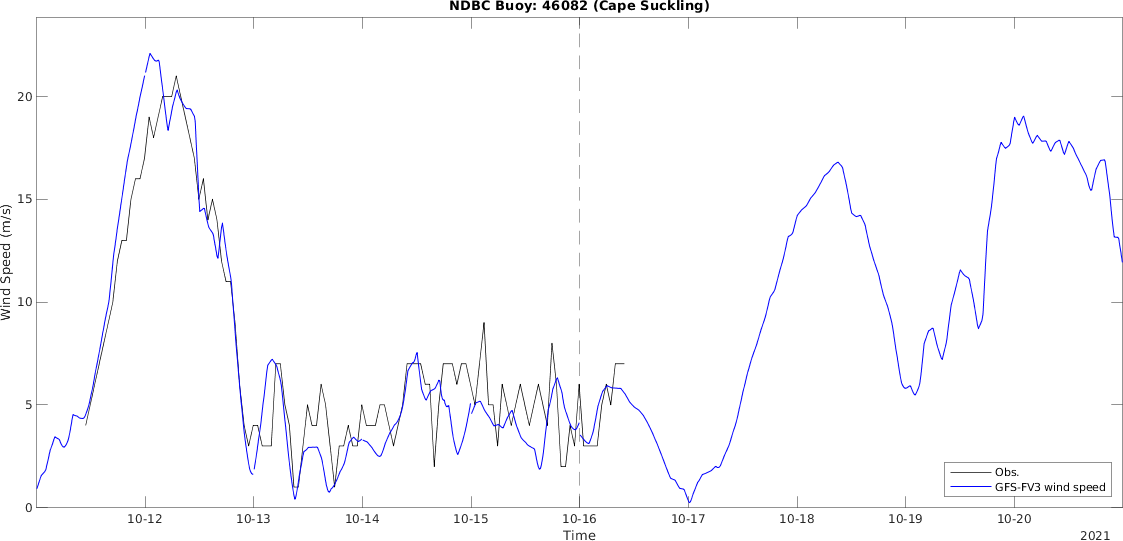 NDBC Buoy: 46082 (Cape Suckling)
Wind Speed (m/s)
20
15
10
5
0
10-12 10-13 10-14 10-15 10-16 10-17 10-18 10-19 10-20
Time
2021
Obs.
GFS-FV3 wind speed